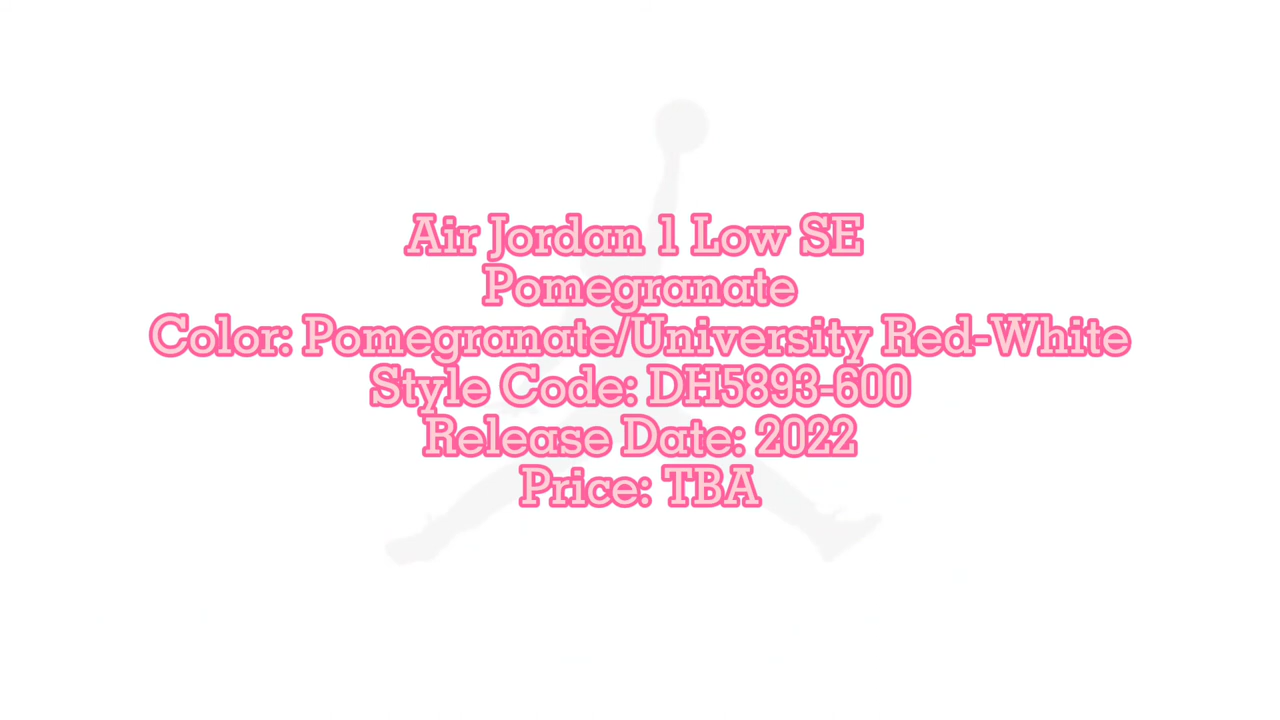 Air Jordan 1 Low SE
Pomegranate
Color: Pomegranate/University Red-White
Style Code: DH5893-600
Release Date: 2022
Price: TBA